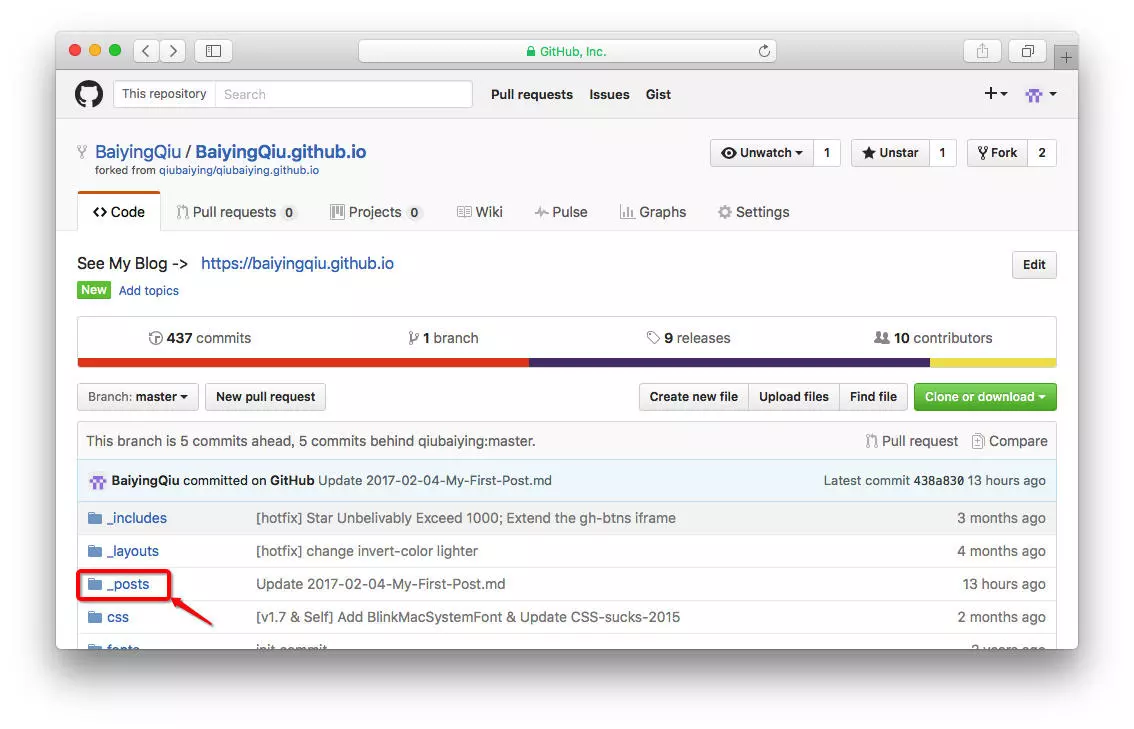 GitHub, Inc.
This repository Search Pull requests Issues Gist
BaiyingQiu / BaiyingQiu.github.io Unwatch 1 Unstar 1 Fork 2
forked from qiubaiying/qiubaiying.github.io
Code Pull requests 0 Projects 0 Wiki Pulse Graphs Settings
See My Blog -> https://baiyingqiu.github.io Edit
New Add topics
437 commits 1 branch 9 releases 10 contributors
Branch: master New pull request Create new file Upload files Find file Clone or download
This branch is 5 commits ahead, 5 commits behind qiubaiying:master. Pull request Compare
BaiyingQiu committed on GitHub Update 2017-02-04-My-First-Post.md Latest commit 438a830 13 hours ago
_includes [hotfix] Star Unbelivably Exceed 1000; Extend the gh-btns iframe 3 months ago
_layouts [hotfix] change invert-color lighter 4 months ago
_posts Update 2017-02-04-My-First-Post.md 13 hours ago
css [v1.7 & Self] Add BlinkMacSystemFont & Update CSS-sucks-2015 2 months ago
fonts init commit 2 years ago